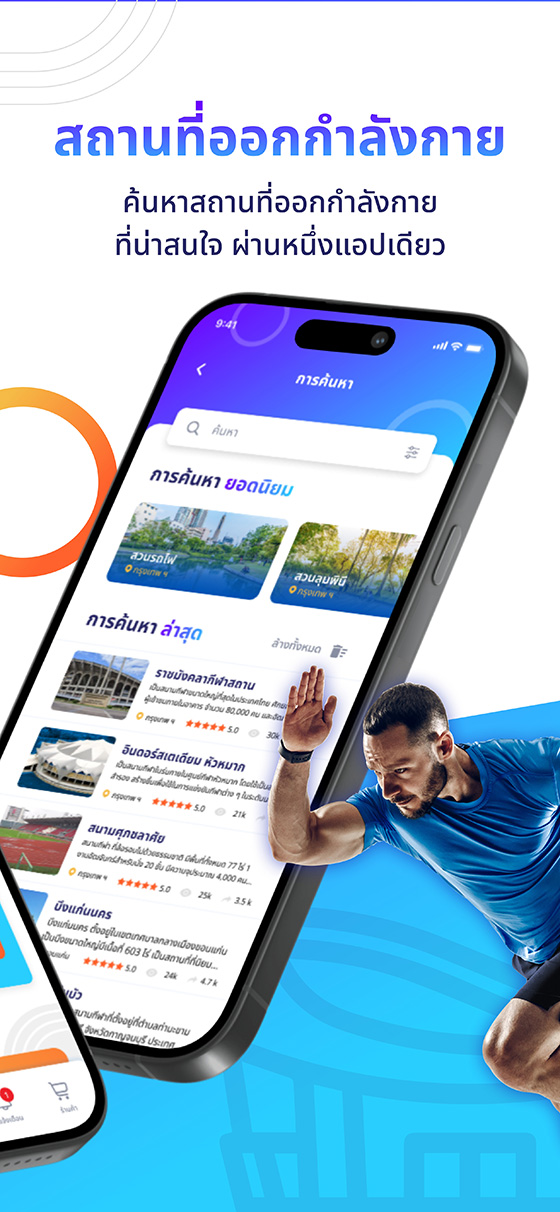 สถานที่ออกกำลังกาย
ค้นหาสถานที่ออกกำลังกาย
ที่น่าสนใจ ผ่านหนึ่งแอปเดียว
9:41
การค้นหา
ค้นหา
การค้นหา ยอดนิยม
สวนรถไฟ
กรุงเทพ ฯ
สวนลุมพินี
กรุงเทพ ฯ
การค้นหา ล่าสุด
ล้างทั้งหมด
ราชมังคลากีฬาสถาน
เป็นสนามกีฬาขนาดใหญ่ที่สุดในประเทศไทย
ผู้เข้าชมภายในอาคาร จำนวน 80,000 คน และอัฒ
กรุงเทพ ฯ 5.0 30k
อินดอร์สเตเดียม หัวหมาก
เป็นสนามกีฬาในร่มภายในศูนย์กีฬาหัวหมาก โดยใช้เป็น
สำรอง สร้างขึ้นเพื่อใช้ในการแข่งขันกีฬาต่าง ๆ ในระดับ
กรุงเทพ ฯ 5.0 21k
สนามศุภชลาศัย
สนามกีฬา ที่ล้อรอบไปด้วยธรรมชาติ มีพื้นที่ทั้งหมด 77 ไร่ 1
งานอัฒจันทร์สำหรับนั่ง 20 ชั้น มีความจุประมาณ 4,000 คน...
กรุงเทพ ฯ 5.0 25k 3.5 k
บึงแก่นนคร
บึงแก่นนคร ตั้งอยู่ในเขตเทศบาลกลางเมืองขอนแก่น
เป็นบึงขนาดใหญ่มีเนื้อที่ 603 ไร่ เป็นสถานที่ที่นิยม...
ขอนแก่น 5.0 24k 4.7 k
บัว
สนามกีฬาที่ตั้งอยู่ที่ตำบลท่ามะขาม
จังหวัดกาญจนบุรี ประเทศ
1
ร้านค้า